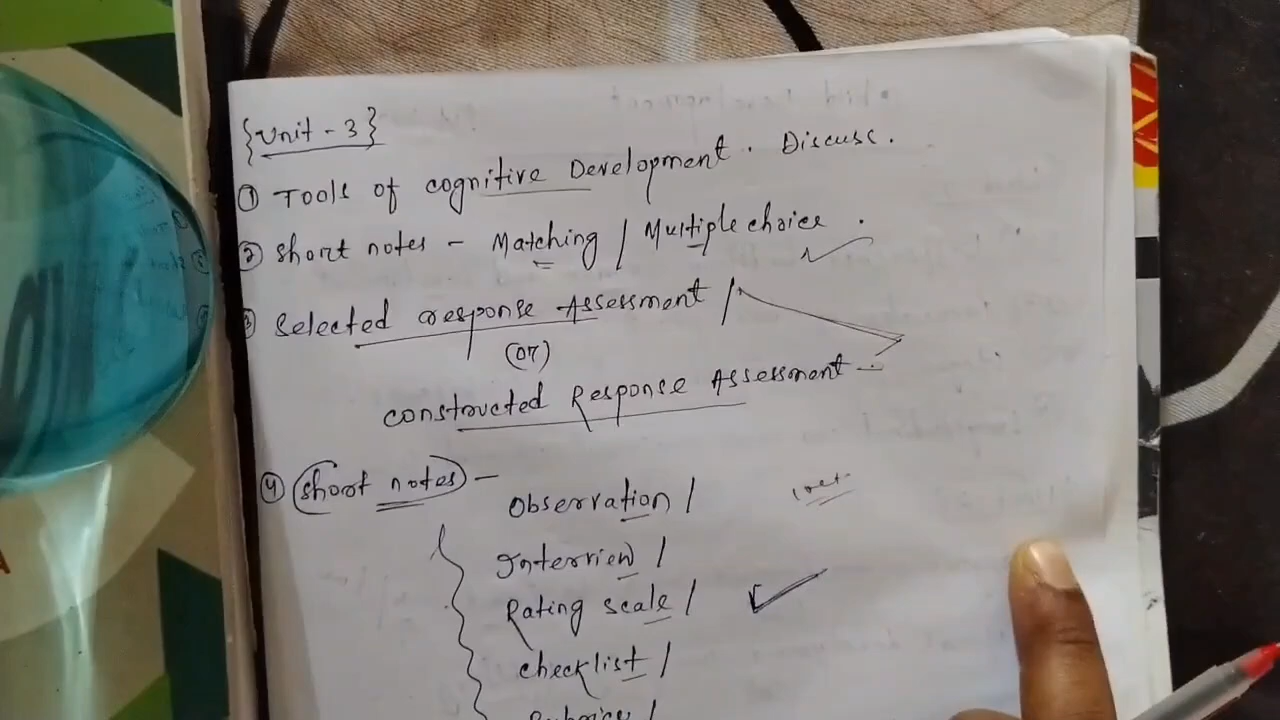 {Unit - 3}
① Tools of cognitive Development. Discuss.
② short notes - Matching / Multiple choice.
③ Selected response Assessment /
(or)
Constructed Response Assessment -
④ (short notes) -
Observation /
Interview /
Rating scale /
checklist /
Rubrics /